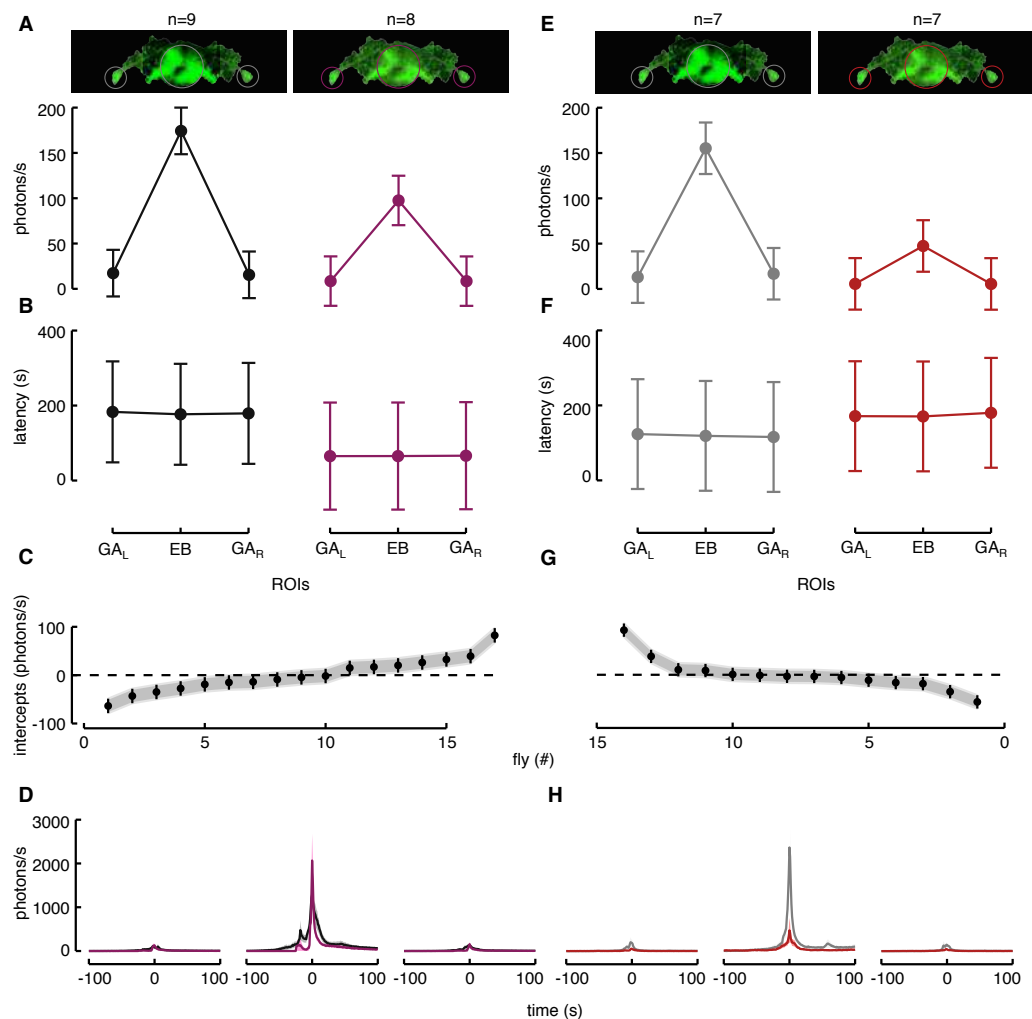 A
n=9
n=8
E
n=7
n=7
photons/s
200
150
100
50
0
photons/s
200
150
100
50
0
B
latency (s)
400
200
0
F
latency (s)
400
200
0
GAL
EB
GAR
GAL
EB
GAR
GAL
EB
GAR
GAL
EB
GAR
C
ROIs
G
ROIs
intercepts (photons/s)
100
0
-100
0
5
10
15
15
10
5
0
fly (#)
D
H
photons/s
3000
2000
1000
0
-100
0
100
-100
0
100
-100
0
100
-100
0
100
-100
0
100
-100
0
100
time (s)